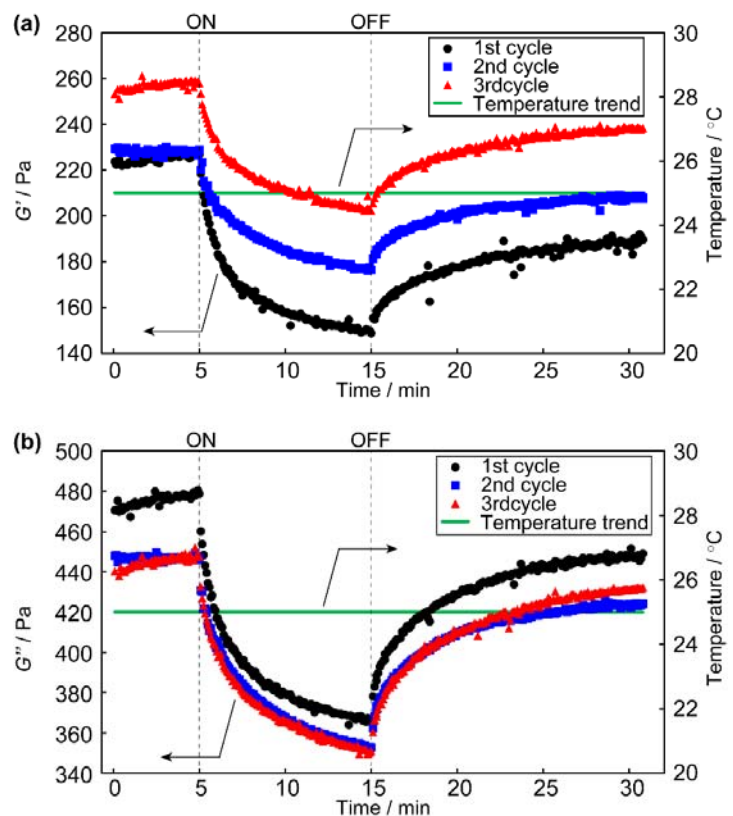 (a)
ON
OFF
280
260
240
220
200
180
160
140
G' / Pa
1st cycle
2nd cycle
3rdcycle
Temperature trend
30
28
26
24
22
20
Temperature / °C
0
5
10
15
20
25
30
Time / min
(b)
ON
OFF
500
480
460
440
420
400
380
360
340
G'' / Pa
1st cycle
2nd cycle
3rdcycle
Temperature trend
30
28
26
24
22
20
Temperature / °C
0
5
10
15
20
25
30
Time / min